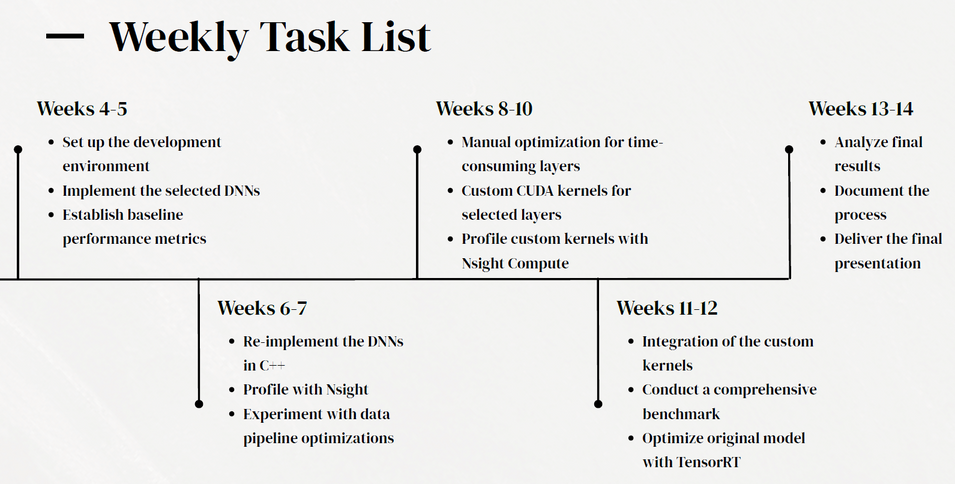 Weekly Task List
Weeks 4-5
• Set up the development
environment
• Implement the selected DNNs
• Establish baseline
performance metrics
Weeks 6-7
• Re-implement the DNNs
in C++
• Profile with Nsight
• Experiment with data
pipeline optimizations
Weeks 8-10
• Manual optimization for time-
consuming layers
• Custom CUDA kernels for
selected layers
• Profile custom kernels with
Nsight Compute
Weeks 11-12
• Integration of the custom
kernels
• Conduct a comprehensive
benchmark
• Optimize original model
with TensorRT
Weeks 13-14
• Analyze final
results
• Document the
process
• Deliver the final
presentation